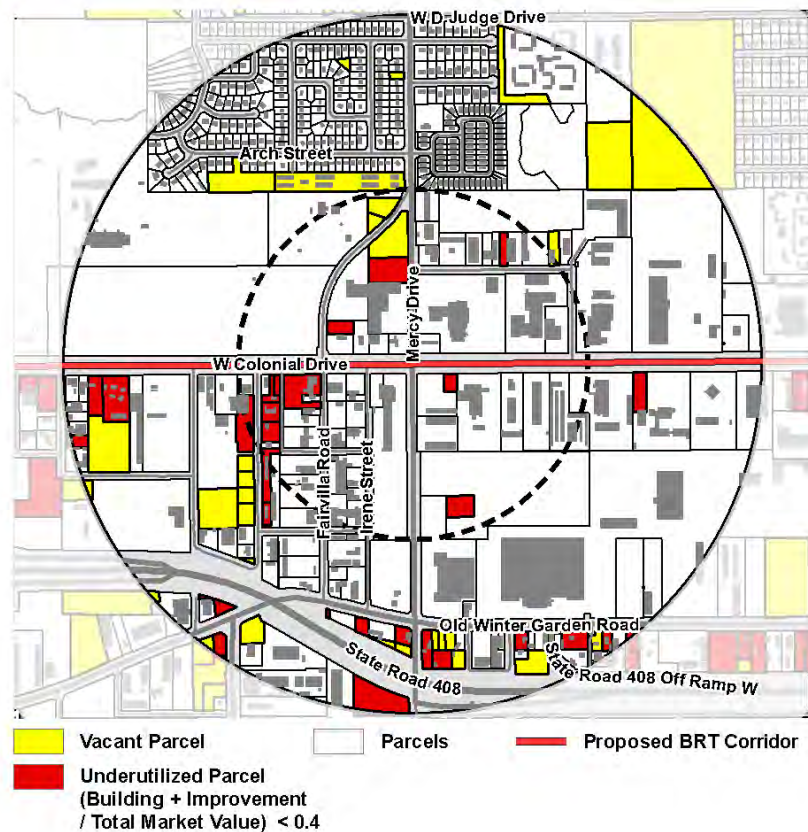 W D Judge Drive
Arch Street
Mercy Drive
W Colonial Drive
Fairvilla Road
Irene Street
Old Winter Garden Road
State Road 408
State Road 408 Off Ramp W
Vacant Parcel
Parcels
Proposed BRT Corridor
Underutilized Parcel
(Building + Improvement
/ Total Market Value) < 0.4